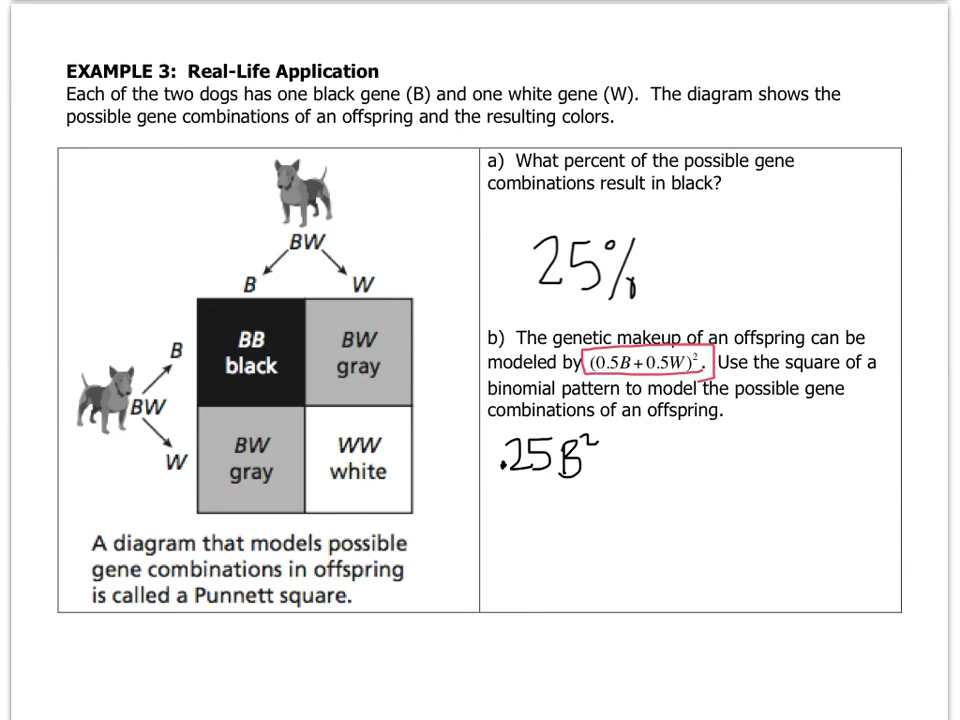 EXAMPLE 3: Real-Life Application
Each of the two dogs has one black gene (B) and one white gene (W). The diagram shows the
possible gene combinations of an offspring and the resulting colors.
BW
B
W
B
BW
W
BB
black
BW
gray
BW
gray
WW
white
A diagram that models possible
gene combinations in offspring
is called a Punnett square.
a) What percent of the possible gene
combinations result in black?
25%
b) The genetic makeup of an offspring can be
modeled by (0.5B+0.5W)². Use the square of a
binomial pattern to model the possible gene
combinations of an offspring.
.25B²